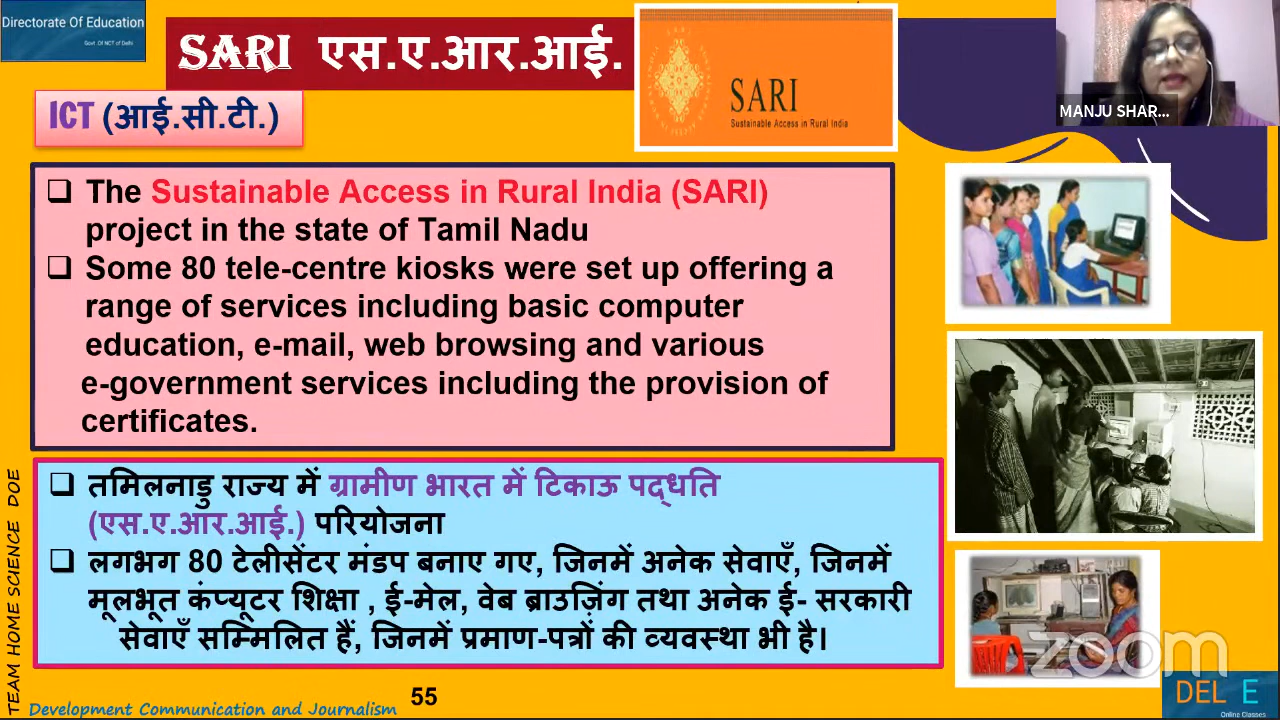 Directorate Of Education
Govt. Of NCT of Delhi
SARI एस.ए.आर.आई.
SARI
Sustainable Access in Rural India
MANJU SHAR...
ICT (आई.सी.टी.)
❑ The Sustainable Access in Rural India (SARI)
project in the state of Tamil Nadu
❑ Some 80 tele-centre kiosks were set up offering a
range of services including basic computer
education, e-mail, web browsing and various
e-government services including the provision of
certificates.
❑ तमिलनाडु राज्य में ग्रामीण भारत में टिकाऊ पद्धति
(एस.ए.आर.आई.) परियोजना
❑ लगभग 80 टेलीसेंटर मंडप बनाए गए, जिनमें अनेक सेवाएँ, जिनमें
मूलभूत कंप्यूटर शिक्षा , ई-मेल, वेब ब्राउज़िंग तथा अनेक ई- सरकारी
सेवाएँ सम्मिलित हैं, जिनमें प्रमाण-पत्रों की व्यवस्था भी है।
TEAM HOME SCIENCE DOE
55
Development Communication and Journalism
zoom
DEL E
Online Classes